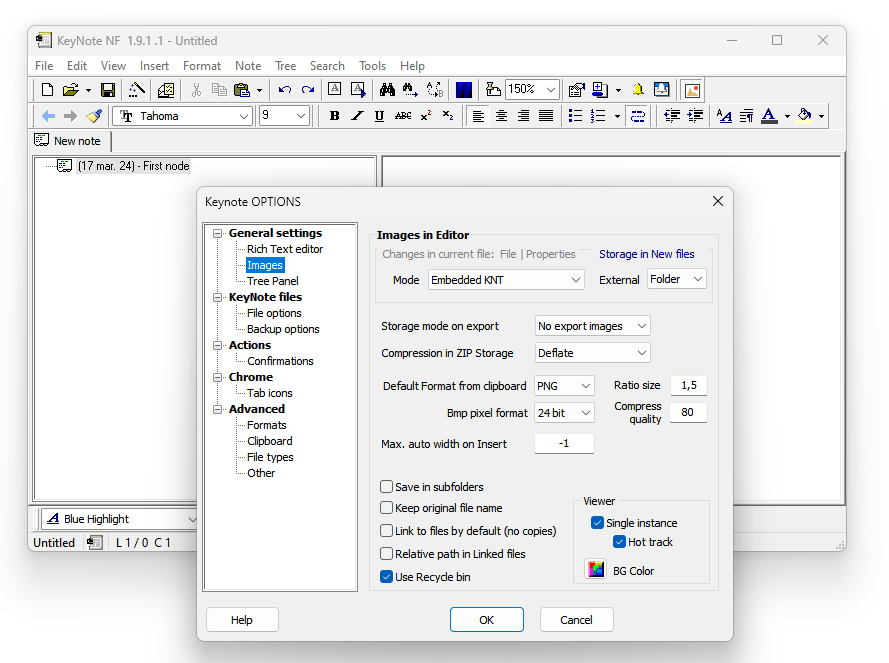 KeyNote NF 1.9.1 .1 - Untitled
File Edit View Insert Format Note Tree Search Tools Help
150%
Tahoma 9 B I U ABC x² x₂
New note
(17 mar. 24) - First node
Keynote OPTIONS
General settings
Rich Text editor
Images
Tree Panel
KeyNote files
File options
Backup options
Actions
Confirmations
Chrome
Tab icons
Advanced
Formats
Clipboard
File types
Other
Images in Editor
Changes in current file: File | Properties
Storage in New files
Mode Embedded KNT External Folder
Storage mode on export No export images
Compression in ZIP Storage Deflate
Default Format from clipboard PNG Ratio size 1,5
Bmp pixel format 24 bit Compress quality 80
Max. auto width on Insert -1
Save in subfolders
Keep original file name
Link to files by default (no copies)
Relative path in Linked files
Use Recycle bin
Viewer
Single instance
Hot track
BG Color
Help OK Cancel
Blue Highlight
Untitled L 1 / 0 C 1